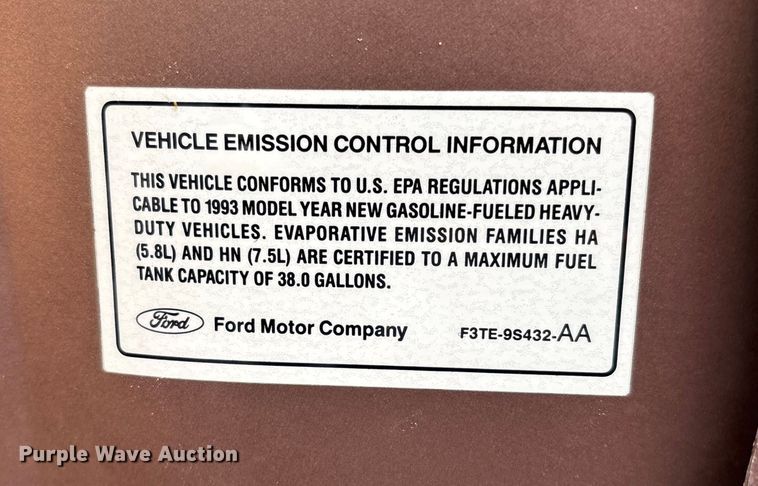 VEHICLE EMISSION CONTROL INFORMATION
THIS VEHICLE CONFORMS TO U.S. EPA REGULATIONS APPLI-
CABLE TO 1993 MODEL YEAR NEW GASOLINE-FUELED HEAVY-
DUTY VEHICLES. EVAPORATIVE EMISSION FAMILIES HA
(5.8L) AND HN (7.5L) ARE CERTIFIED TO A MAXIMUM FUEL
TANK CAPACITY OF 38.0 GALLONS.
Ford Ford Motor Company F3TE-9S432-AA
Purple Wave Auction